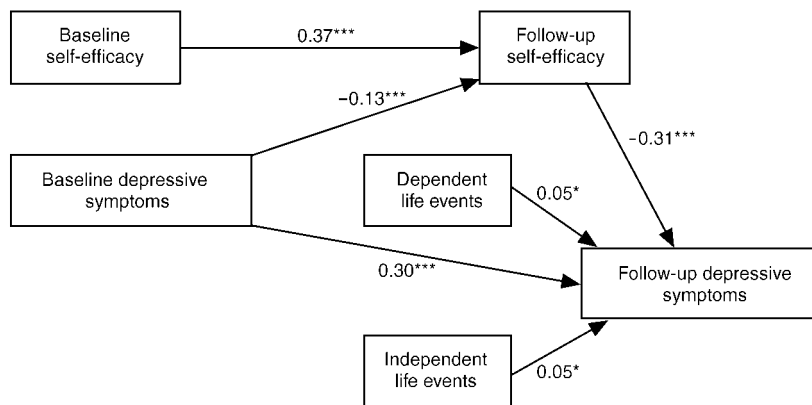 Baseline
self-efficacy
0.37***
Follow-up
self-efficacy
−0.13***
−0.31***
Baseline depressive
symptoms
Dependent
life events
0.05*
0.30***
Follow-up depressive
symptoms
Independent
life events
0.05*